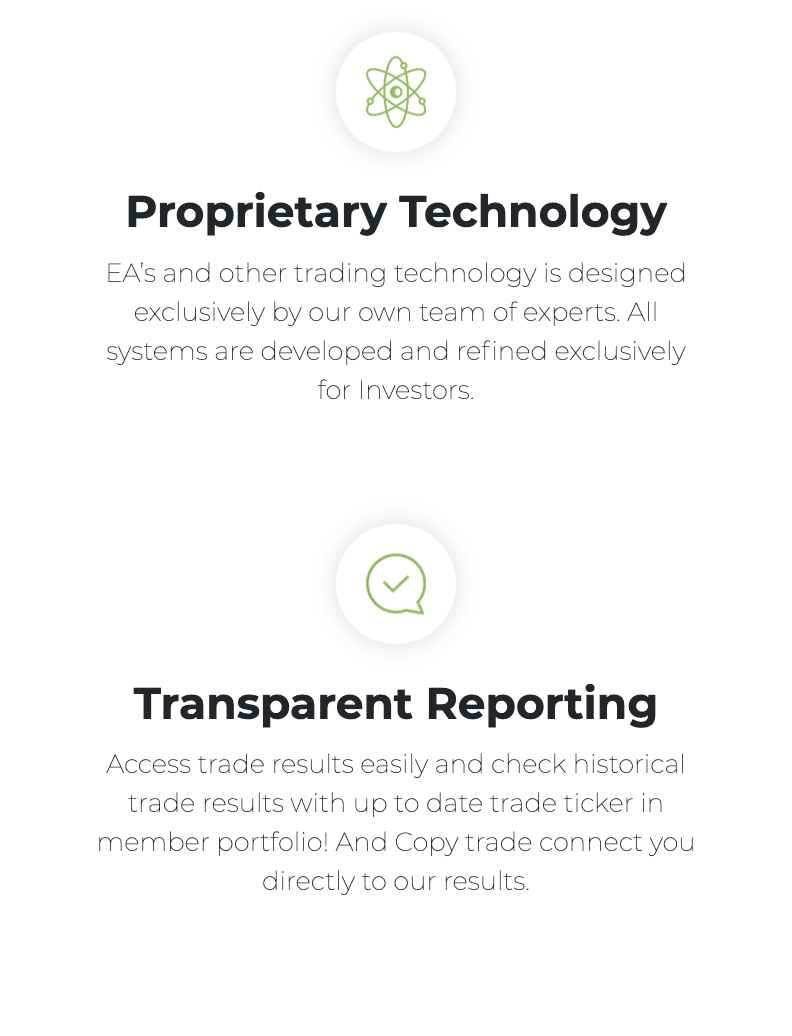 Proprietary Technology
EA’s and other trading technology is designed
exclusively by our own team of experts. All
systems are developed and refined exclusively
for Investors.
Transparent Reporting
Access trade results easily and check historical
trade results with up to date trade ticker in
member portfolio! And Copy trade connect you
directly to our results.